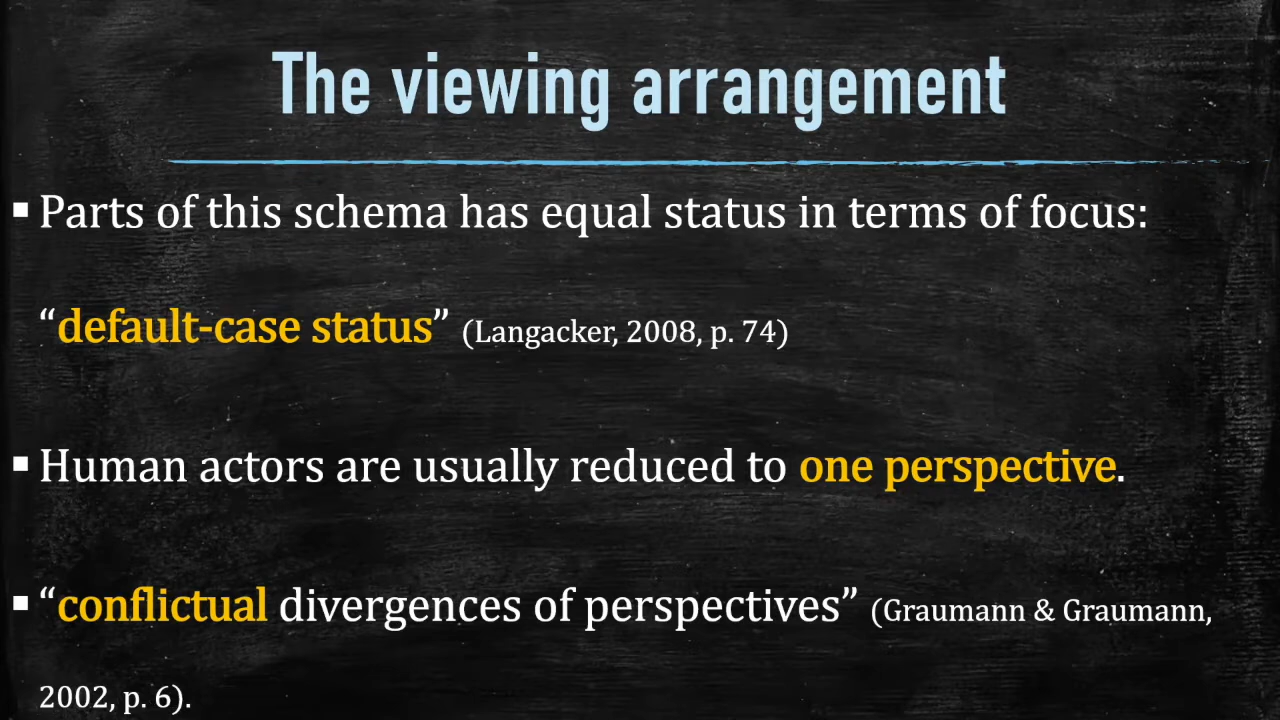 The viewing arrangement
▪ Parts of this schema has equal status in terms of focus:
“default-case status” (Langacker, 2008, p. 74)
▪ Human actors are usually reduced to one perspective.
▪ “conflictual divergences of perspectives” (Graumann & Graumann,
2002, p. 6).